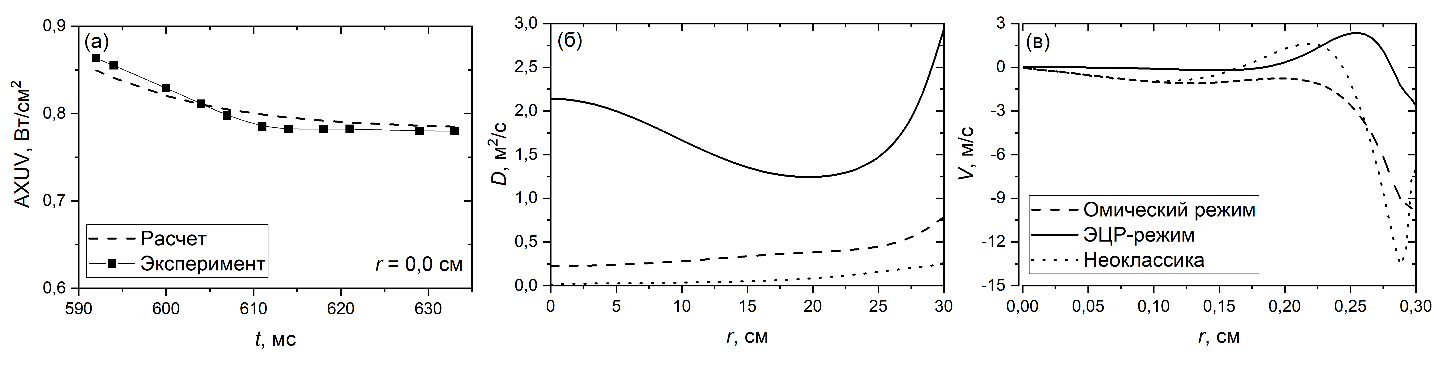 (а)
AXUV, Вт/см²
0,9
0,8
0,7
0,6
590
600
610
620
630
t, мс
Расчет
Эксперимент
r = 0,0 см
(б)
D, м²/с
3,0
2,5
2,0
1,5
1,0
0,5
0,0
0
5
10
15
20
25
30
r, см
(в)
V, м/с
3
0
-3
-6
-9
-12
-15
0,00
0,05
0,10
0,15
0,20
0,25
0,30
r, см
Омический режим
ЭЦР-режим
Неоклассика